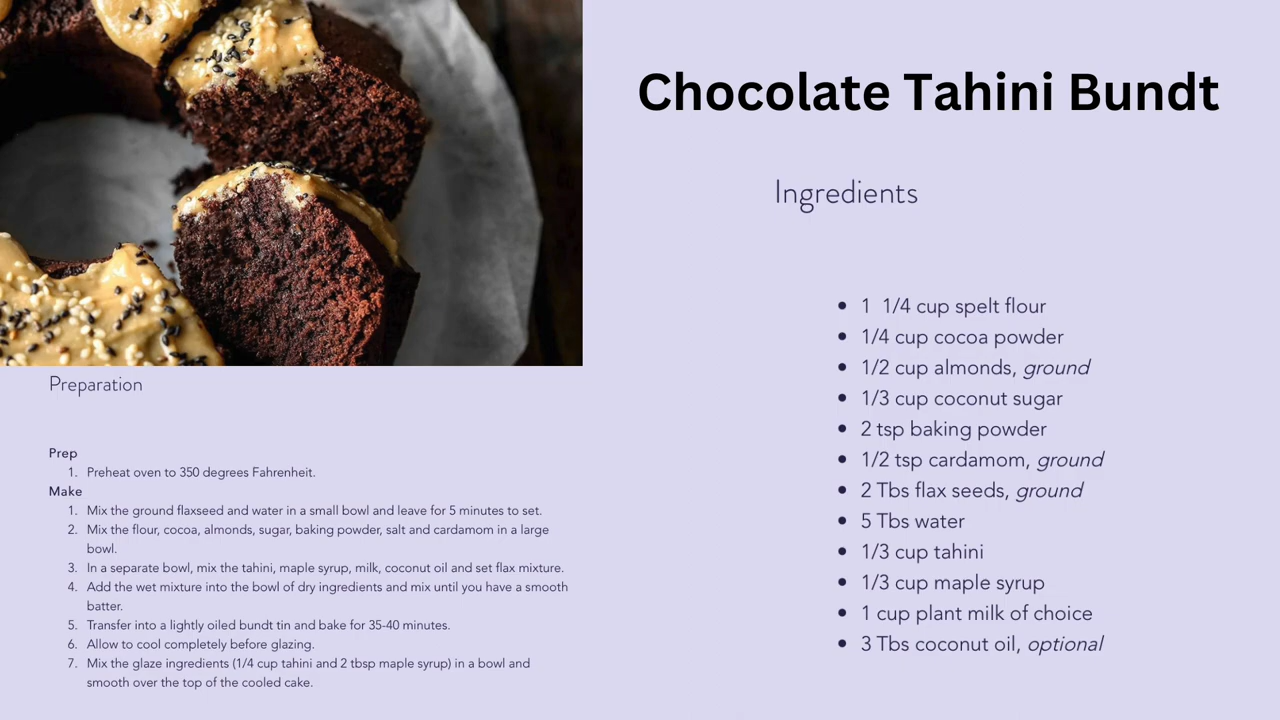 Chocolate Tahini Bundt
Ingredients
• 1  1/4 cup spelt flour
• 1/4 cup cocoa powder
• 1/2 cup almonds, ground
• 1/3 cup coconut sugar
• 2 tsp baking powder
• 1/2 tsp cardamom, ground
• 2 Tbs flax seeds, ground
• 5 Tbs water
• 1/3 cup tahini
• 1/3 cup maple syrup
• 1 cup plant milk of choice
• 3 Tbs coconut oil, optional
Preparation
Prep
1. Preheat oven to 350 degrees Fahrenheit.
Make
1. Mix the ground flaxseed and water in a small bowl and leave for 5 minutes to set.
2. Mix the flour, cocoa, almonds, sugar, baking powder, salt and cardamom in a large
bowl.
3. In a separate bowl, mix the tahini, maple syrup, milk, coconut oil and set flax mixture.
4. Add the wet mixture into the bowl of dry ingredients and mix until you have a smooth
batter.
5. Transfer into a lightly oiled bundt tin and bake for 35-40 minutes.
6. Allow to cool completely before glazing.
7. Mix the glaze ingredients (1/4 cup tahini and 2 tbsp maple syrup) in a bowl and
smooth over the top of the cooled cake.